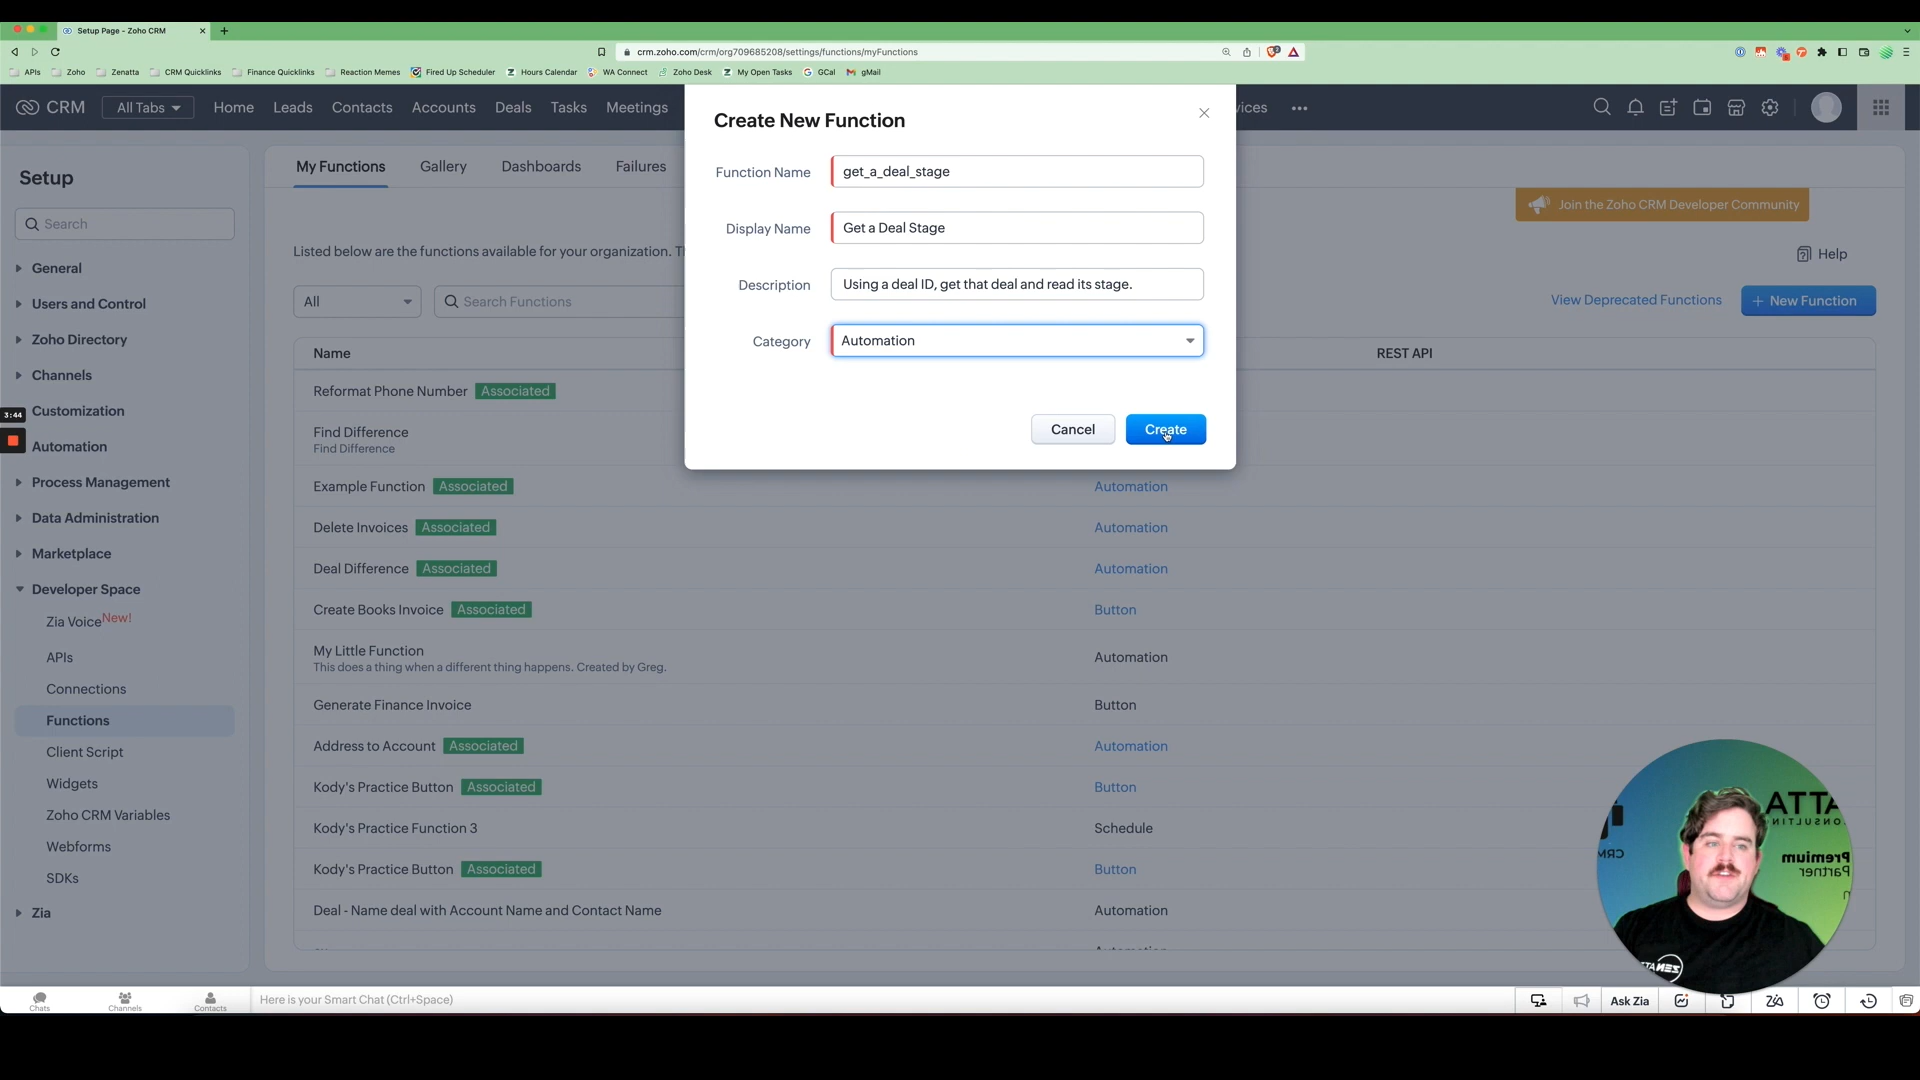 Setup Page - Zoho CRM
crm.zoho.com/crm/org709685208/settings/functions/myFunctions
APIs
Zoho
Zenatta
CRM Quicklinks
Finance Quicklinks
Reaction Memes
Fired Up Scheduler
Hours Calendar
WA Connect
Zoho Desk
My Open Tasks
GCal
gMail
CRM
All Tabs
Home
Leads
Contacts
Accounts
Deals
Tasks
Meetings
vices
Create New Function
Function Name
get_a_deal_stage
Display Name
Get a Deal Stage
Description
Using a deal ID, get that deal and read its stage.
Category
Automation
Cancel
Create
Setup
Search
General
Users and Control
Zoho Directory
Channels
Customization
3:44
Automation
Process Management
Data Administration
Marketplace
Developer Space
Zia Voice New!
APIs
Connections
Functions
Client Script
Widgets
Zoho CRM Variables
Webforms
SDKs
Zia
My Functions
Gallery
Dashboards
Failures
Join the Zoho CRM Developer Community
Listed below are the functions available for your organization.
Help
All
Search Functions
View Deprecated Functions
+ New Function
Name
REST API
Reformat Phone Number Associated
Find Difference
Find Difference
Example Function Associated Automation
Delete Invoices Associated Automation
Deal Difference Associated Automation
Create Books Invoice Associated Button
My Little Function Automation
This does a thing when a different thing happens. Created by Greg.
Generate Finance Invoice Button
Address to Account Associated Automation
Kody's Practice Button Associated Button
Kody's Practice Function 3 Schedule
Kody's Practice Button Associated Button
Deal - Name deal with Account Name and Contact Name Automation
ATTA
CONSULTIN
CRM
Premium
Partner
Chats
Channels
Contacts
Here is your Smart Chat (Ctrl+Space)
Ask Zia